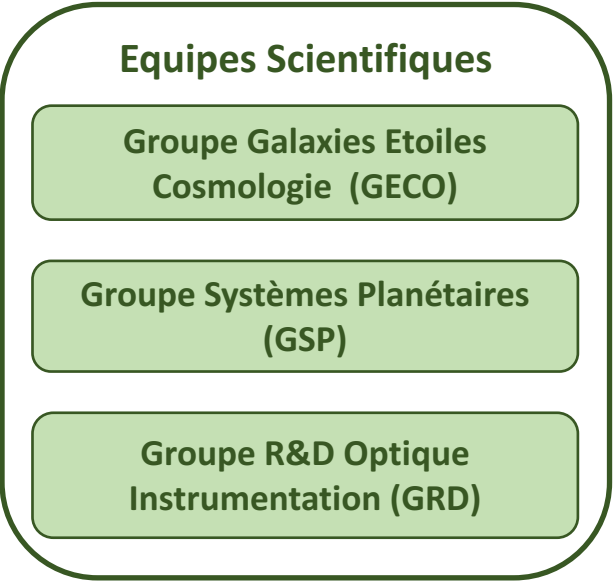 Equipes Scientifiques
Groupe Galaxies Etoiles
Cosmologie (GECO)
Groupe Systèmes Planétaires
(GSP)
Groupe R&D Optique
Instrumentation (GRD)